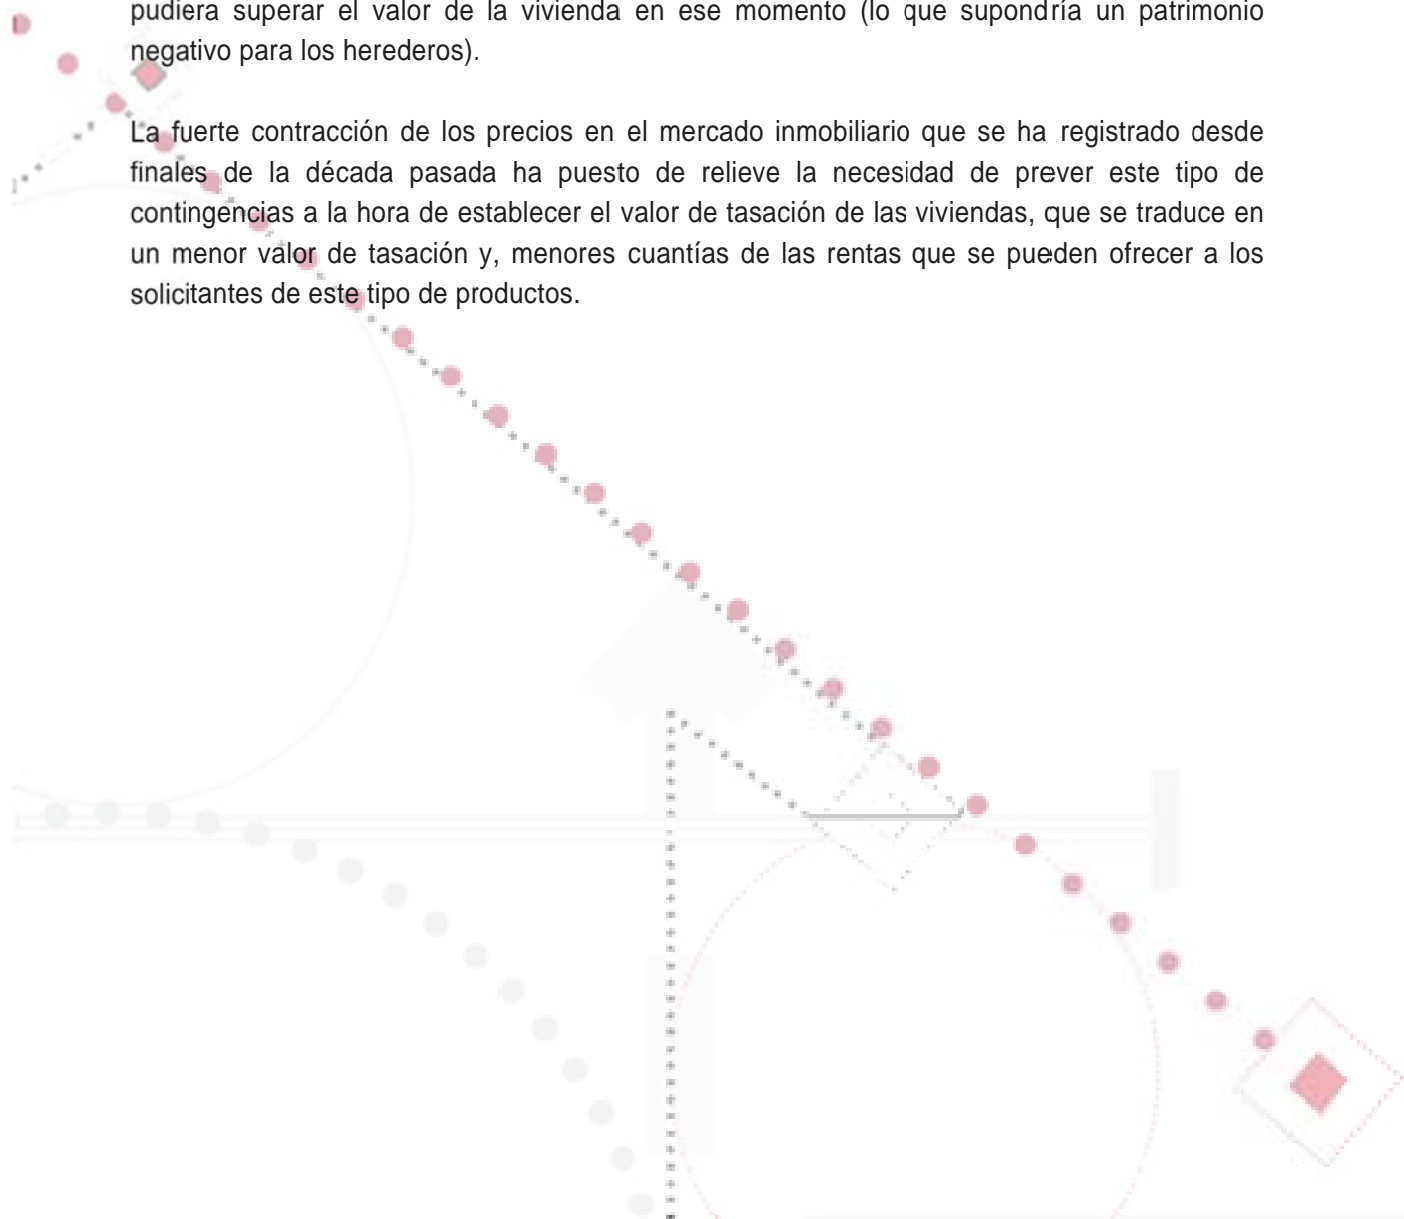 pudiera superar el valor de la vivienda en ese momento (lo que supondría un patrimonio
negativo para los herederos).
La fuerte contracción de los precios en el mercado inmobiliario que se ha registrado desde
finales de la década pasada ha puesto de relieve la necesidad de prever este tipo de
contingencias a la hora de establecer el valor de tasación de las viviendas, que se traduce en
un menor valor de tasación y, menores cuantías de las rentas que se pueden ofrecer a los
solicitantes de este tipo de productos.